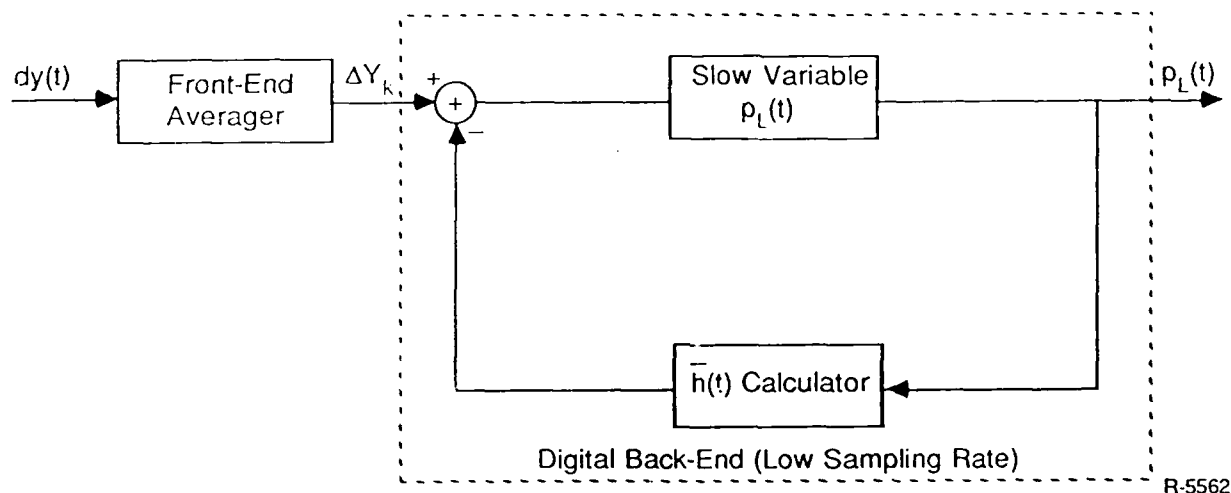 dy(t)
Front-End
Averager
ΔY_k
+
+
−
Slow Variable
p_L(t)
p_L(t)
h̅(t) Calculator
Digital Back-End (Low Sampling Rate)
R-5562